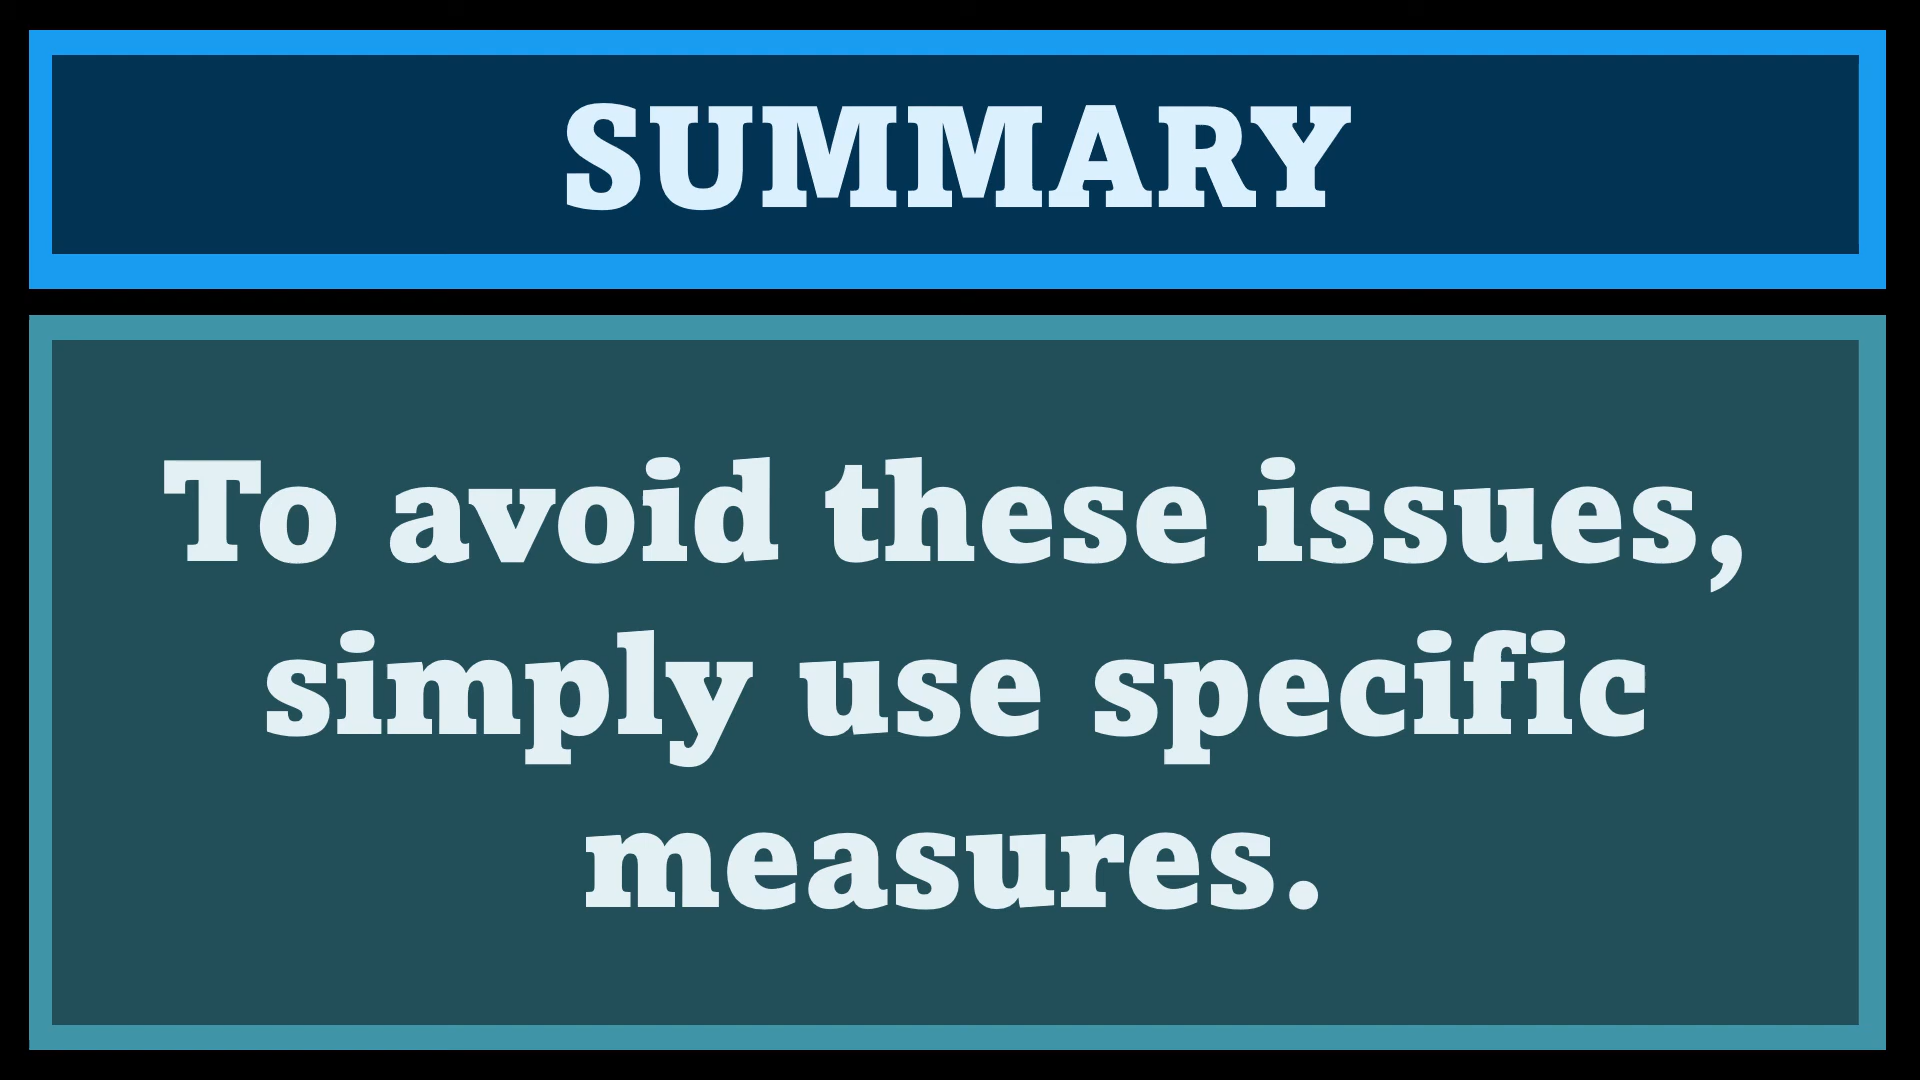 SUMMARY
To avoid these issues,
simply use specific
measures.